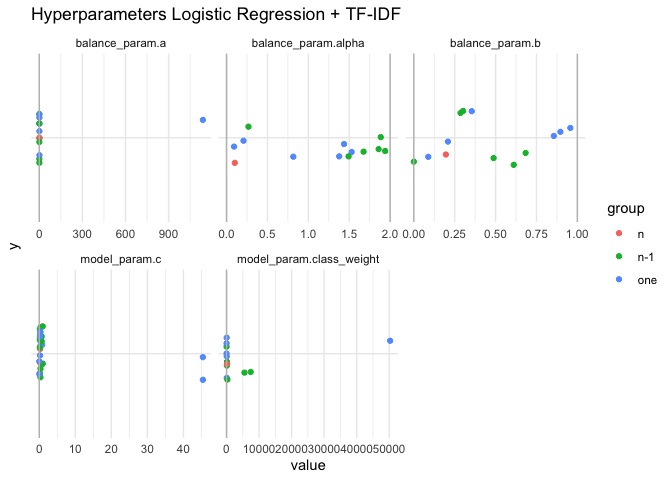 Hyperparameters Logistic Regression + TF-IDF
balance_param.a
balance_param.alpha
balance_param.b
0 300 600 900
0.0 0.5 1.0 1.5 2.0
0.00 0.25 0.50 0.75 1.00
model_param.c
model_param.class_weight
0 10 20 30 40
0 10000 20000 30000 40000 50000
y
value
group
n
n-1
one